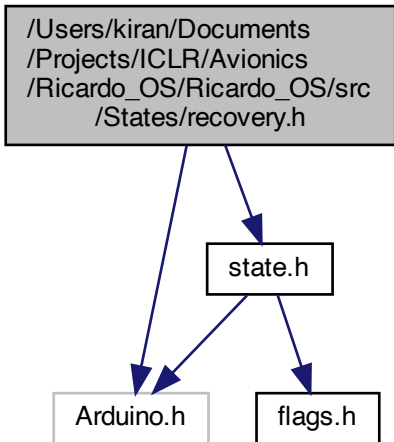 /Users/kiran/Documents
/Projects/ICLR/Avionics
/Ricardo_OS/Ricardo_OS/src
/States/recovery.h
state.h
Arduino.h
flags.h